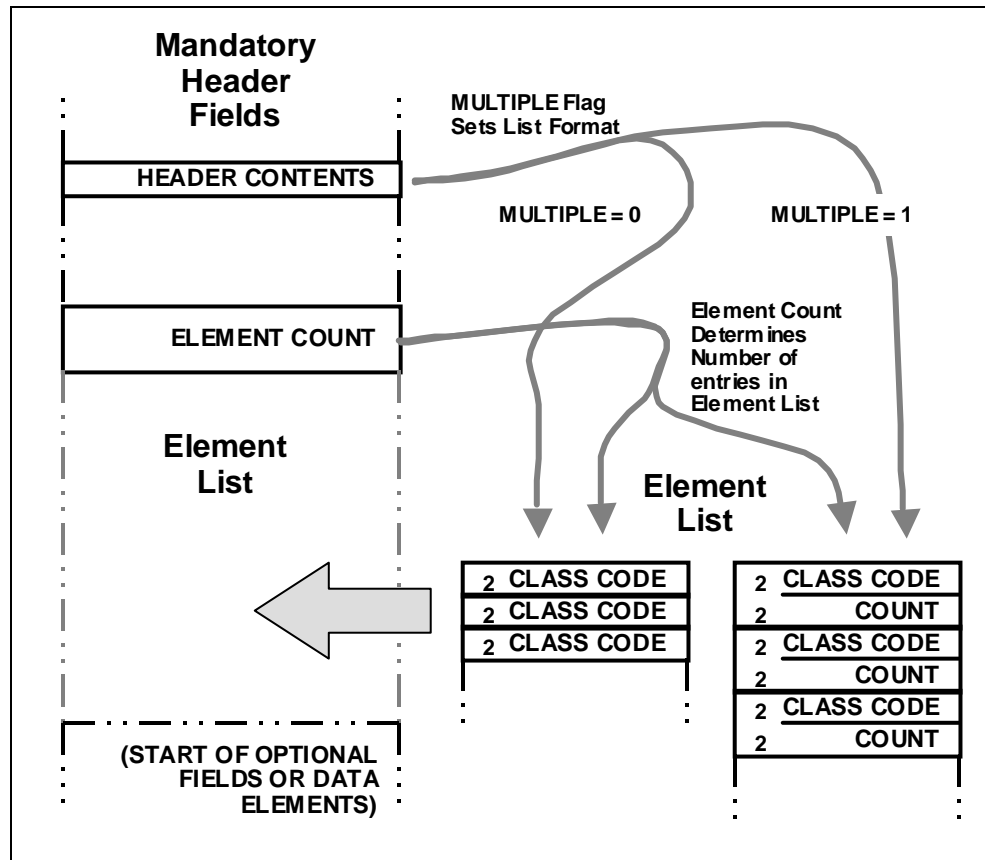 Mandatory
Header
Fields
MULTIPLE Flag
Sets List Format
HEADER CONTENTS
MULTIPLE = 0
MULTIPLE = 1
ELEMENT COUNT
Element Count
Determines
Number of
entries in
Element List
Element
List
Element
List
2 CLASS CODE
2 CLASS CODE
2 CLASS CODE
2 CLASS CODE
2 COUNT
2 CLASS CODE
2 COUNT
2 CLASS CODE
2 COUNT
(START OF OPTIONAL
FIELDS OR DATA
ELEMENTS)